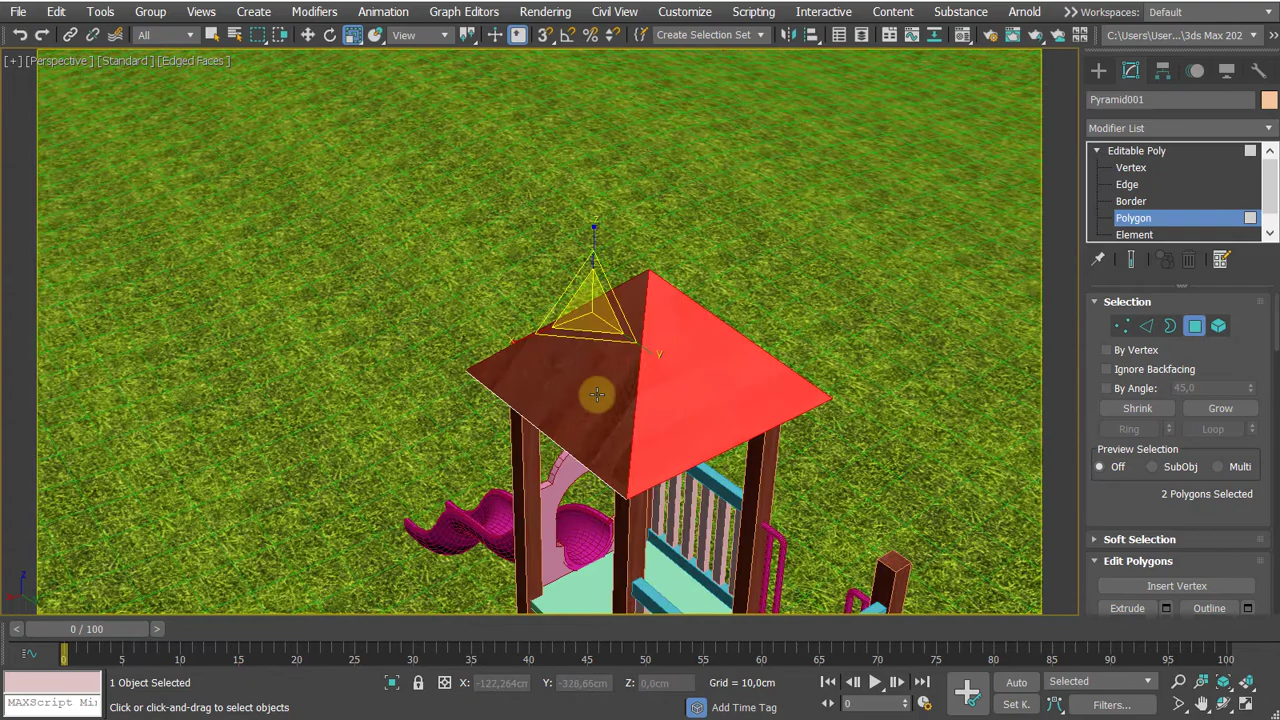 File Edit Tools Group Views Create Modifiers Animation Graph Editors Rendering Civil View Customize Scripting Interactive Content Substance Arnold Workspaces: Default
All View Create Selection Set C:\Users\User...\3ds Max 202
[+] [Perspective ] [Standard ] [Edged Faces ]
Pyramid001
Modifier List
Editable Poly
Vertex
Edge
Border
Polygon
Element
Selection
By Vertex
Ignore Backfacing
By Angle: 45,0
Shrink Grow
Ring Loop
Preview Selection
Off SubObj Multi
2 Polygons Selected
Soft Selection
Edit Polygons
Insert Vertex
Extrude Outline
z
y
z
0 / 100
0 5 10 15 20 25 30 35 40 45 50 55 60 65 70 75 80 85 90 95 100
1 Object Selected X: -122,264cm Y: -328,66cm Z: 0,0cm Grid = 10,0cm Auto Selected
MAXScript Mi Click or click-and-drag to select objects Add Time Tag 0 Set K. Filters...